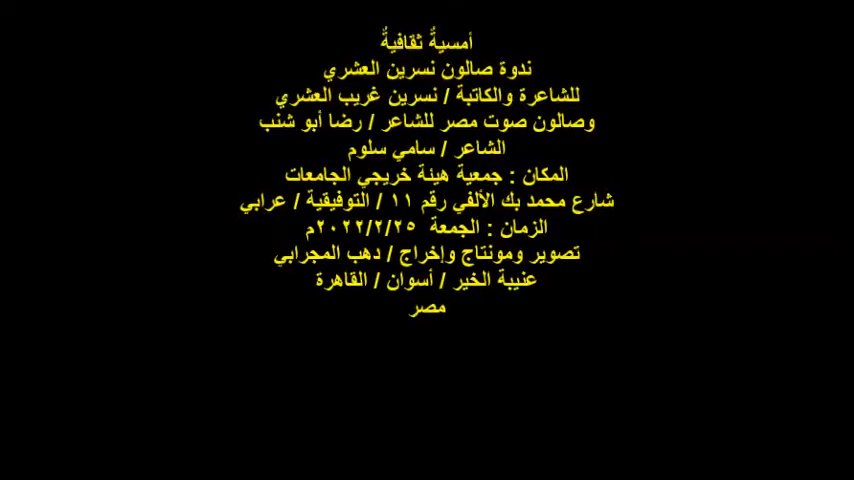 أمسيةٌ ثقافيةٌ
ندوة صالون نسرين العشري
للشاعرة والكاتبة / نسرين غريب العشري
وصالون صوت مصر للشاعر / رضا أبو شنب
الشاعر / سامي سلوم
المكان : جمعية هيئة خريجي الجامعات
شارع محمد بك الألفي رقم ١١ / التوفيقية / عرابي
الزمان : الجمعة ٢٠٢٢/٢/٢٥م
تصوير ومونتاج وإخراج / دهب المجرابي
عنيبة الخير / أسوان / القاهرة
مصر